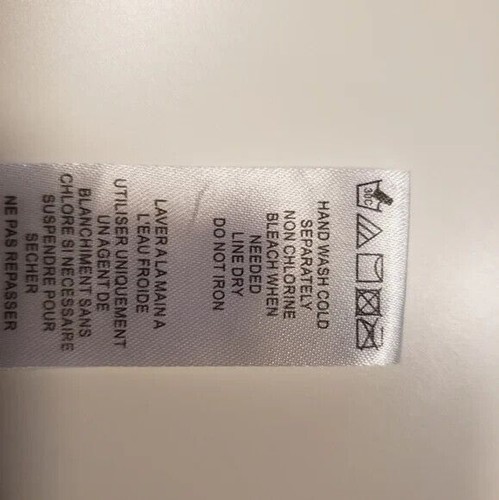 30C
HAND WASH COLD
SEPARATELY
NON CHLORINE
BLEACH WHEN
NEEDED
LINE DRY
DO NOT IRON
LAVER A LA MAIN A
L'EAU FROIDE
UTILISER UNIQUEMENT
UN AGENT DE
BLANCHIMENT SANS
CHLORE SI NECESSAIRE
SUSPENDRE POUR
SECHER
NE PAS REPASSER